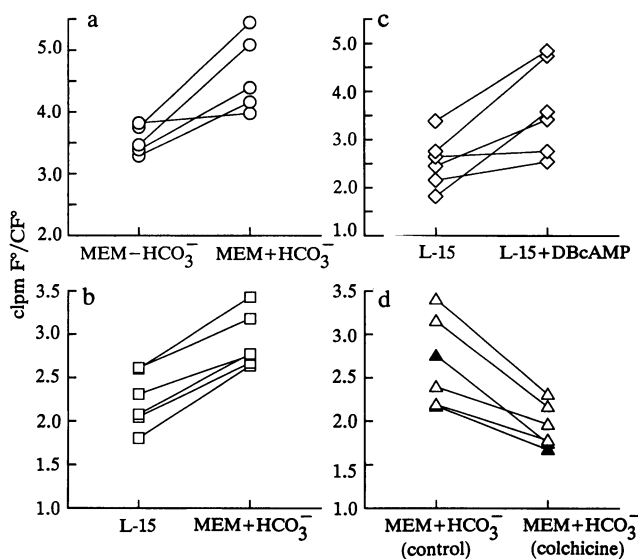 clpm F°/CF°
a
5.0
4.0
3.0
2.0
MEM−HCO₃⁻
MEM+HCO₃⁻
c
5.0
4.0
3.0
2.0
1.0
L-15
L-15+DBcAMP
b
3.5
3.0
2.5
2.0
1.5
1.0
L-15
MEM+HCO₃⁻
d
3.5
3.0
2.5
2.0
1.5
1.0
MEM+HCO₃⁻
(control)
MEM+HCO₃⁻
(colchicine)